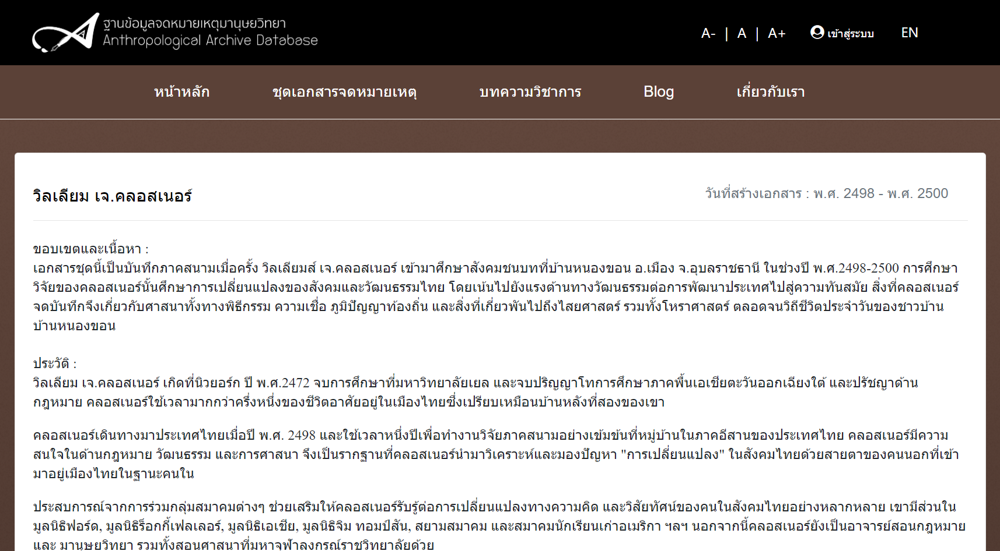 ฐานข้อมูลจดหมายเหตุมานุษยวิทยา
Anthropological Archive Database
A- | A | A+ เข้าสู่ระบบ EN
หน้าหลัก ชุดเอกสารจดหมายเหตุ บทความวิชาการ Blog เกี่ยวกับเรา
วิลเลียม เจ.คลอสเนอร์
วันที่สร้างเอกสาร : พ.ศ. 2498 - พ.ศ. 2500
ขอบเขตและเนื้อหา :
เอกสารชุดนี้เป็นบันทึกภาคสนามเมื่อครั้ง วิลเลียมส์ เจ.คลอสเนอร์ เข้ามาศึกษาสังคมชนบทที่บ้านหนองขอน อ.เมือง จ.อุบลราชธานี ในช่วงปี พ.ศ.2498-2500 การศึกษา
วิจัยของคลอสเนอร์นั้นศึกษาการเปลี่ยนแปลงของสังคมและวัฒนธรรมไทย โดยเน้นไปยังแรงต้านทางวัฒนธรรมต่อการพัฒนาประเทศไปสู่ความทันสมัย สิ่งที่คลอสเนอร์
จดบันทึกจึงเกี่ยวกับศาสนาทั้งทางพิธีกรรม ความเชื่อ ภูมิปัญญาท้องถิ่น และสิ่งที่เกี่ยวพันไปถึงไสยศาสตร์ รวมทั้งโหราศาสตร์ ตลอดจนวิถีชีวิตประจำวันของชาวบ้าน
บ้านหนองขอน
ประวัติ :
วิลเลียม เจ.คลอสเนอร์ เกิดที่นิวยอร์ก ปี พ.ศ.2472 จบการศึกษาที่มหาวิทยาลัยเยล และจบปริญญาโทการศึกษาภาคพื้นเอเชียตะวันออกเฉียงใต้ และปรัชญาด้าน
กฎหมาย คลอสเนอร์ใช้เวลามากกว่าครึ่งหนึ่งของชีวิตอาศัยอยู่ในเมืองไทยซึ่งเปรียบเหมือนบ้านหลังที่สองของเขา
คลอสเนอร์เดินทางมาประเทศไทยเมื่อปี พ.ศ. 2498 และใช้เวลาหนึ่งปีเพื่อทำงานวิจัยภาคสนามอย่างเข้มข้นที่หมู่บ้านในภาคอีสานของประเทศไทย คลอสเนอร์มีความ
สนใจในด้านกฎหมาย วัฒนธรรม และการศาสนา จึงเป็นรากฐานที่คลอสเนอร์นำมาวิเคราะห์และมองปัญหา "การเปลี่ยนแปลง" ในสังคมไทยด้วยสายตาของคนนอกที่เข้า
มาอยู่เมืองไทยในฐานะคนใน
ประสบการณ์จากการร่วมกลุ่มสมาคมต่างๆ ช่วยเสริมให้คลอสเนอร์รับรู้ต่อการเปลี่ยนแปลงทางความคิด และวิสัยทัศน์ของคนในสังคมไทยอย่างหลากหลาย เขามีส่วนใน
มูลนิธิฟอร์ด, มูลนิธิร็อกกี้เฟลเลอร์, มูลนิธิเอเชีย, มูลนิธิจิม ทอมป์สัน, สยามสมาคม และสมาคมนักเรียนเก่าอเมริกา ฯลฯ นอกจากนี้คลอสเนอร์ยังเป็นอาจารย์สอนกฎหมาย
และ มานุษยวิทยา รวมทั้งสอนศาสนาที่มหาจุฬาลงกรณ์ราชวิทยาลัยด้วย